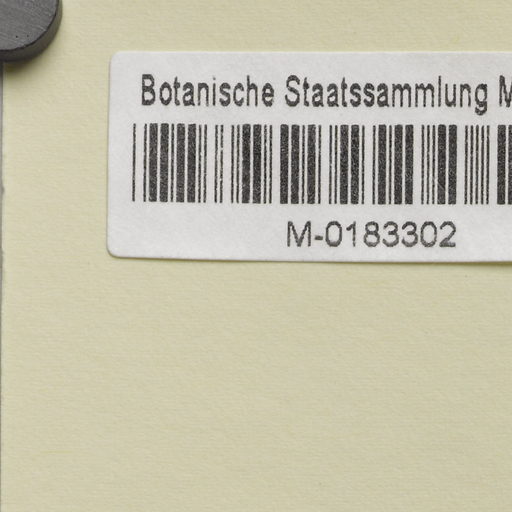 Botanische Staatssammlung M
M-0183302